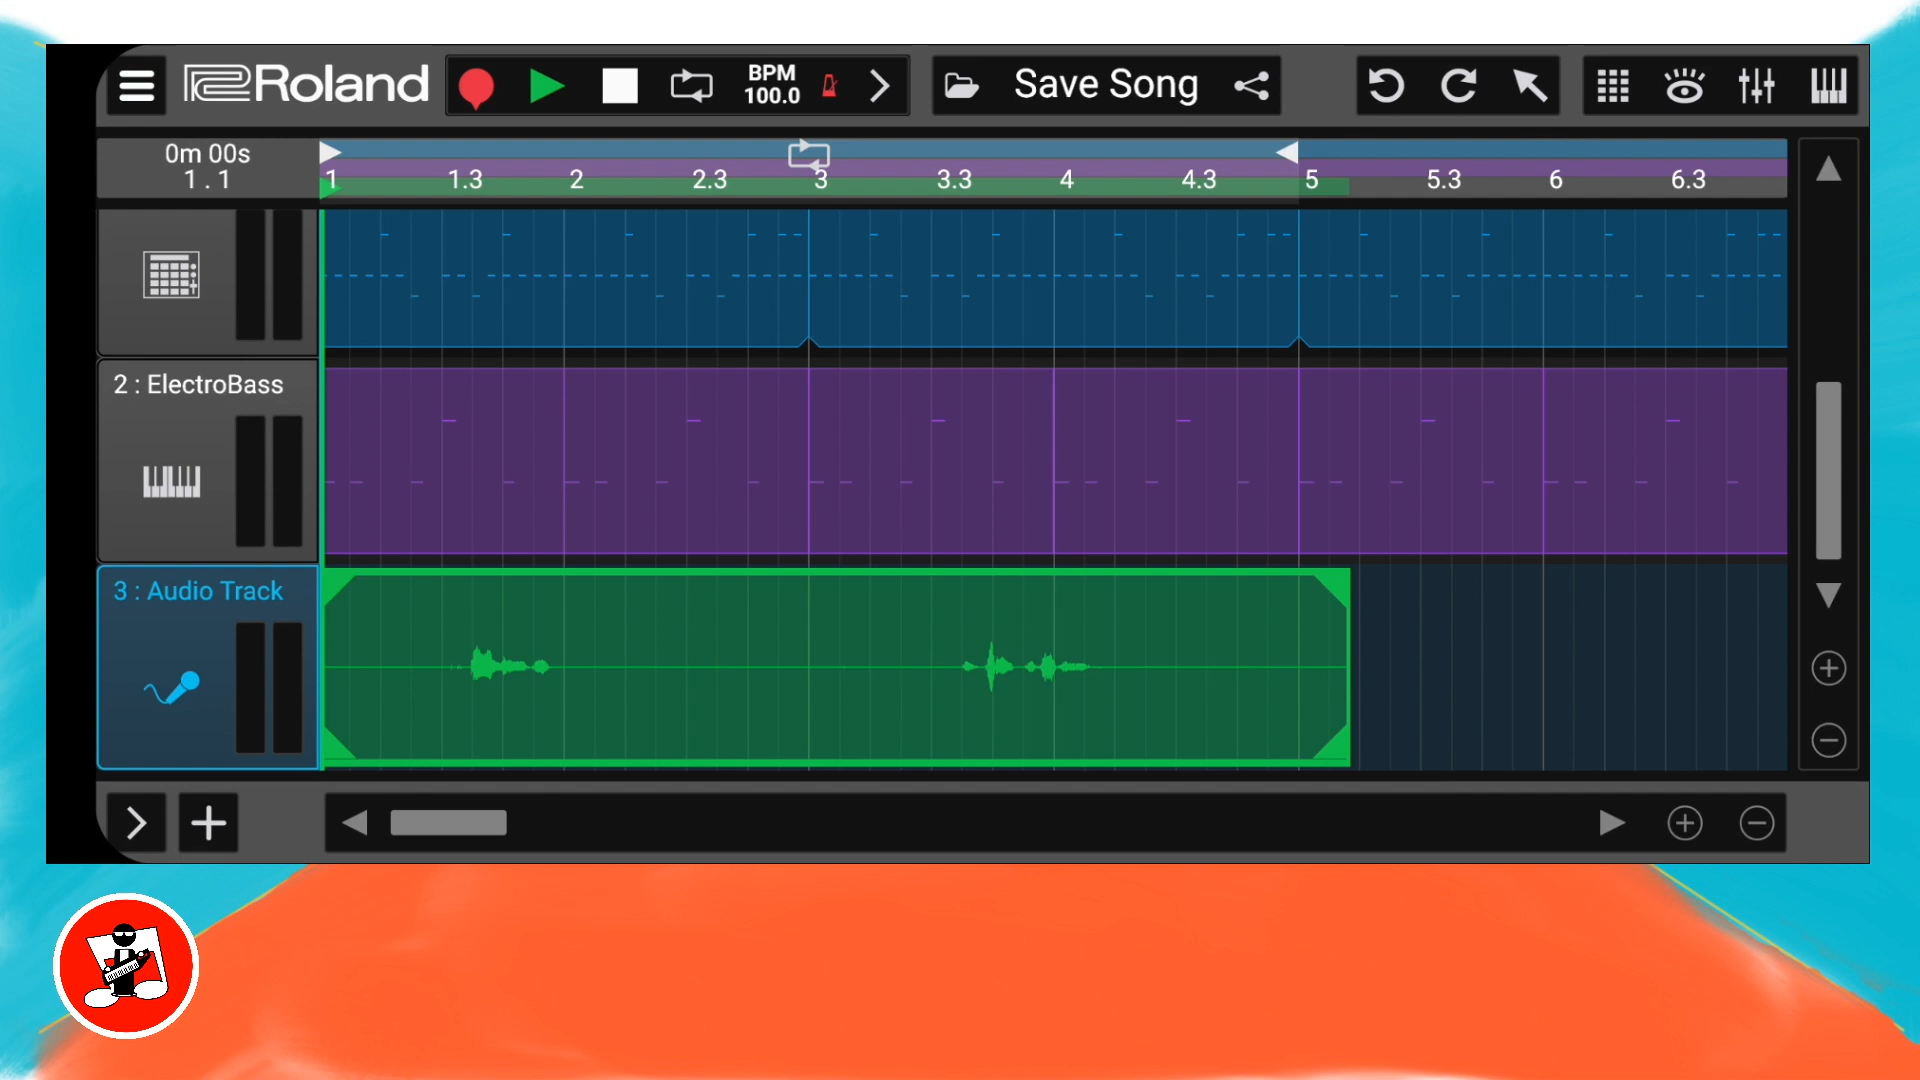 Roland
BPM
100.0
Save Song
0m 00s
1 . 1
1 1.3 2 2.3 3 3.3 4 4.3 5 5.3 6 6.3
2 : ElectroBass
3 : Audio Track